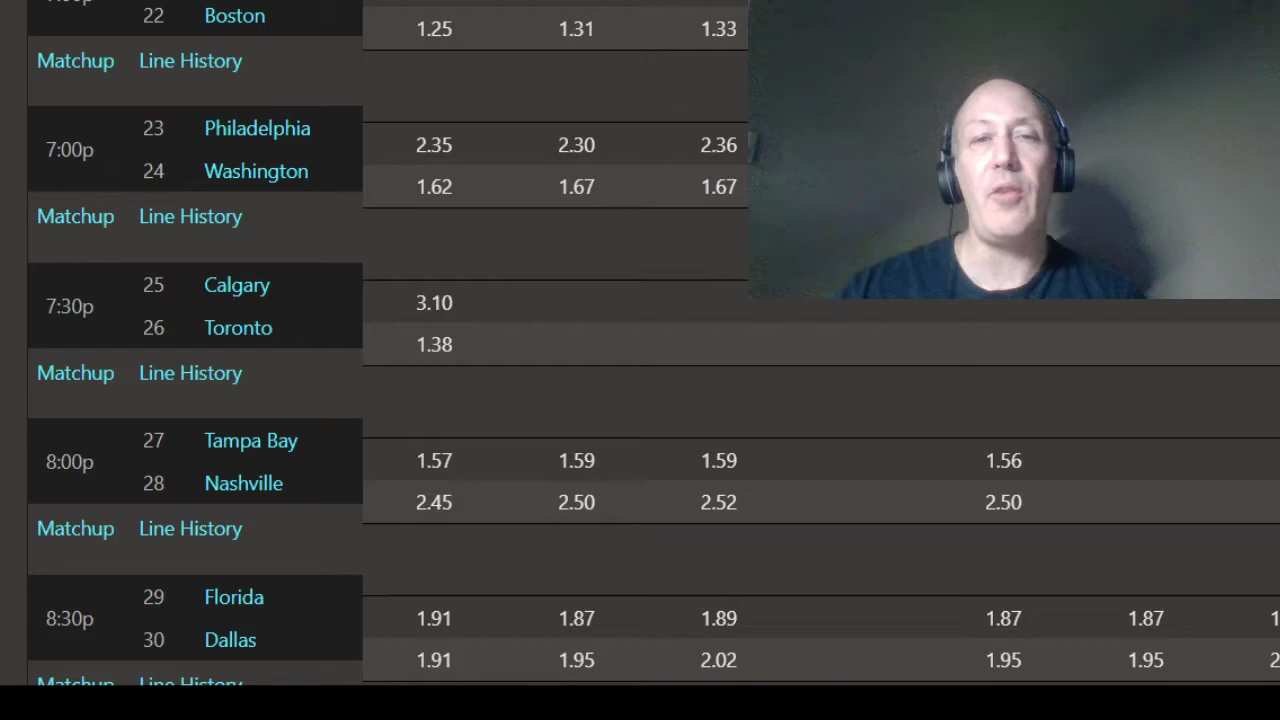 22 Boston 1.25 1.31 1.33
Matchup Line History
23 Philadelphia 2.35 2.30 2.36
7:00p
24 Washington 1.62 1.67 1.67
Matchup Line History
25 Calgary 3.10
7:30p
26 Toronto 1.38
Matchup Line History
27 Tampa Bay 1.57 1.59 1.59 1.56
8:00p
28 Nashville 2.45 2.50 2.52 2.50
Matchup Line History
29 Florida 1.91 1.87 1.89 1.87 1.87
8:30p
30 Dallas 1.91 1.95 2.02 1.95 1.95
Matchup Line History